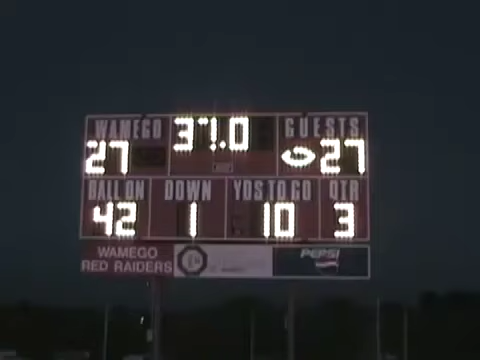 WAMEGO 37.0 GUESTS
27 27
BALL ON DOWN YDS TO GO QTR
42 1 10 3
WAMEGO
RED RAIDERS
PEPSI